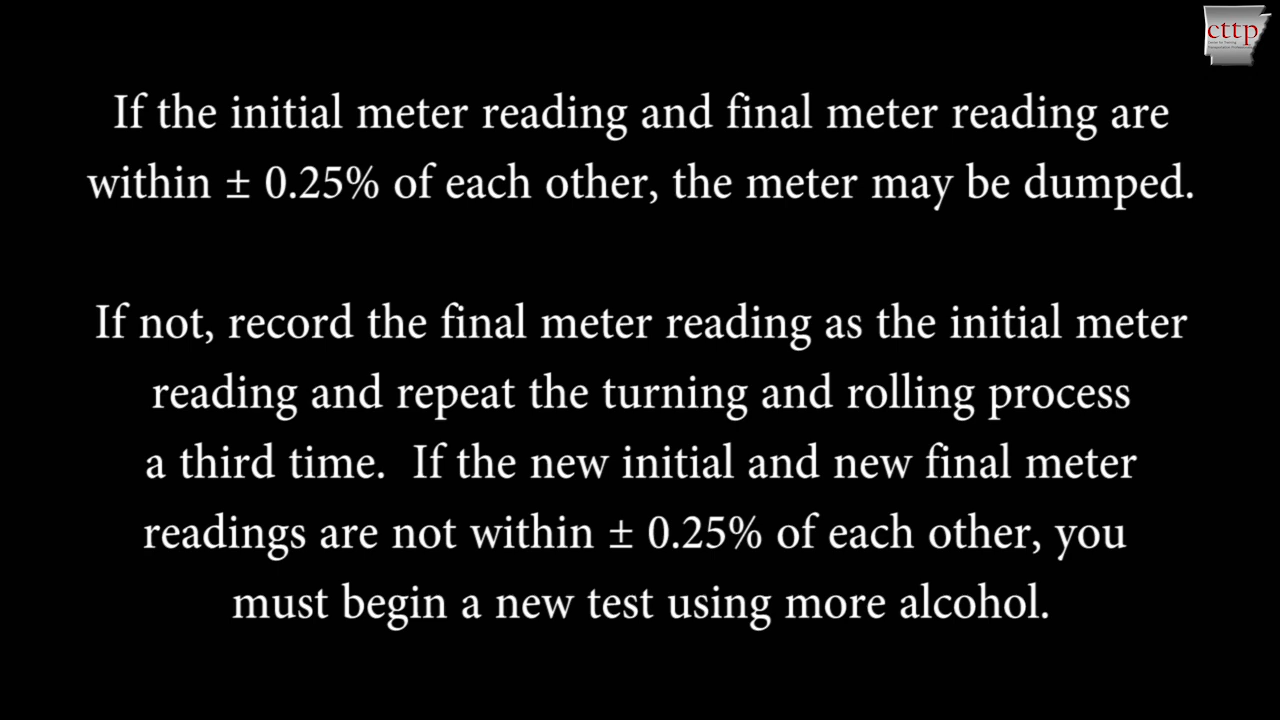 cttp
If the initial meter reading and final meter reading are
within ± 0.25% of each other, the meter may be dumped.
If not, record the final meter reading as the initial meter
reading and repeat the turning and rolling process
a third time. If the new initial and new final meter
readings are not within ± 0.25% of each other, you
must begin a new test using more alcohol.